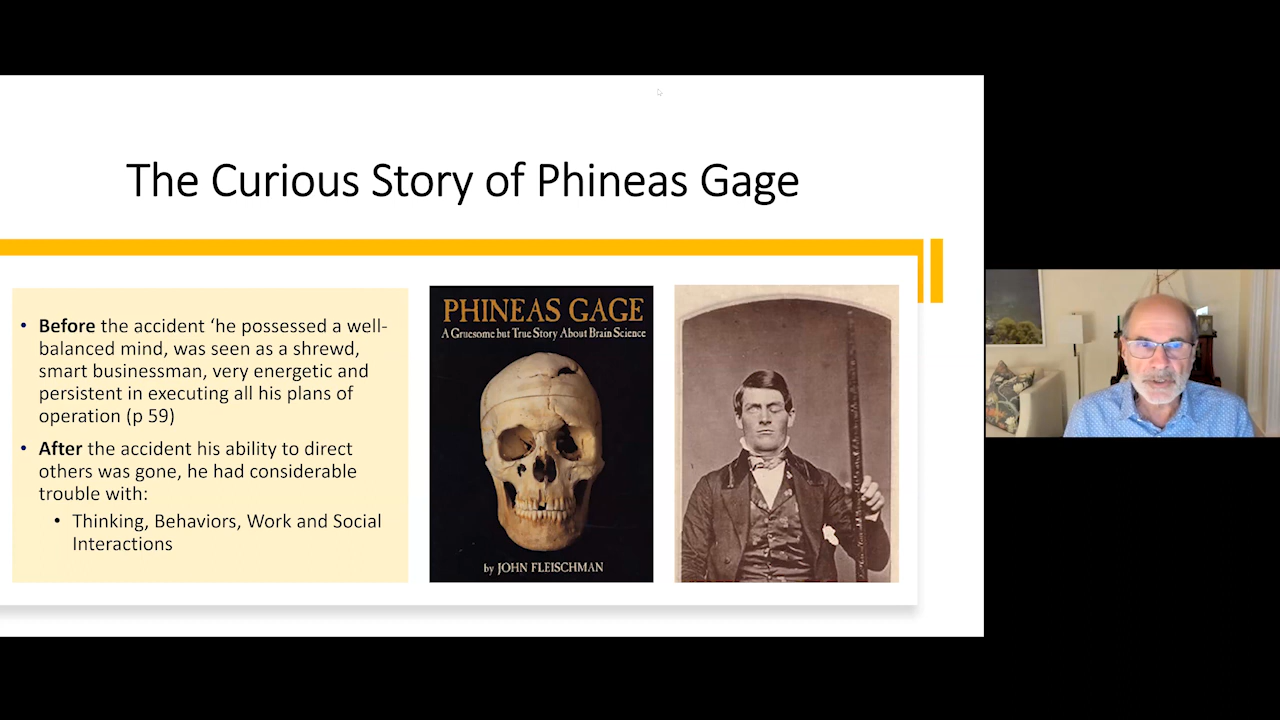 The Curious Story of Phineas Gage
• Before the accident ‘he possessed a well-
balanced mind, was seen as a shrewd,
smart businessman, very energetic and
persistent in executing all his plans of
operation (p 59)
• After the accident his ability to direct
others was gone, he had considerable
trouble with:
• Thinking, Behaviors, Work and Social
Interactions
PHINEAS GAGE
A Gruesome but True Story About Brain Science
by JOHN FLEISCHMAN